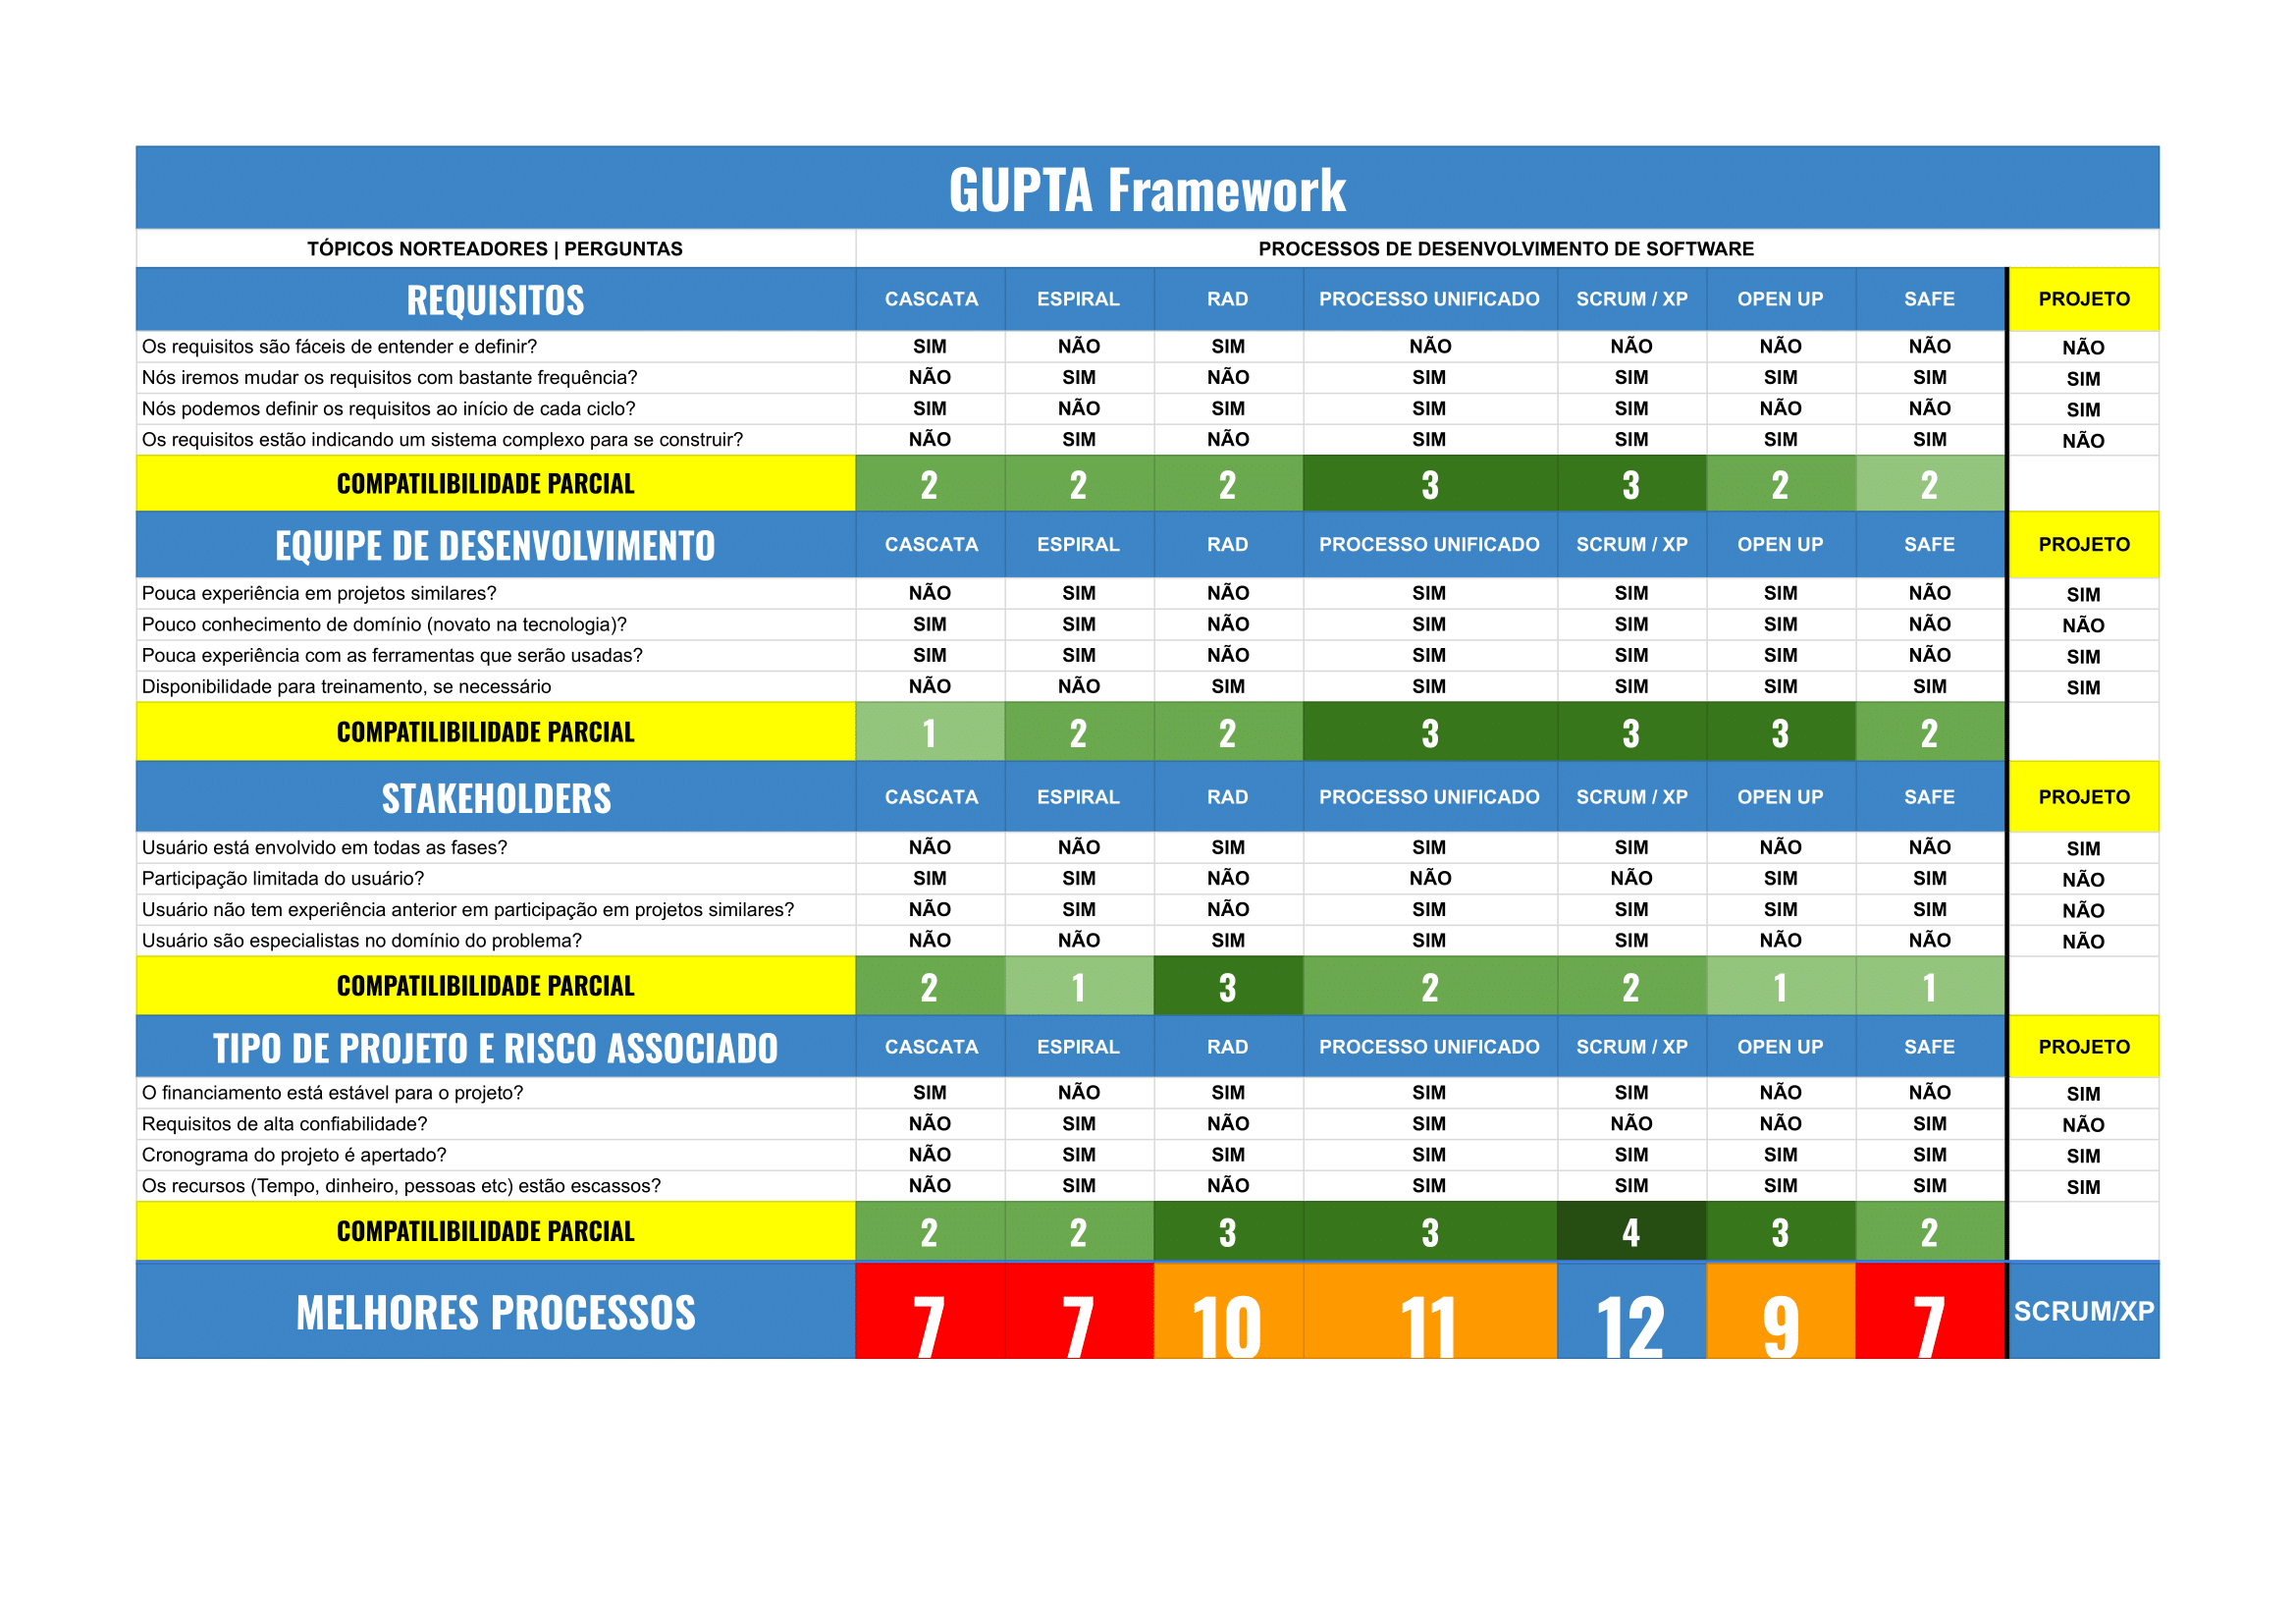 GUPTA Framework
TÓPICOS NORTEADORES | PERGUNTAS PROCESSOS DE DESENVOLVIMENTO DE SOFTWARE
REQUISITOS CASCATA ESPIRAL RAD PROCESSO UNIFICADO SCRUM / XP OPEN UP SAFE PROJETO
Os requisitos são fáceis de entender e definir? SIM NÃO SIM NÃO NÃO NÃO NÃO NÃO
Nós iremos mudar os requisitos com bastante frequência? NÃO SIM NÃO SIM SIM SIM SIM SIM
Nós podemos definir os requisitos ao início de cada ciclo? SIM NÃO SIM SIM SIM NÃO NÃO SIM
Os requisitos estão indicando um sistema complexo para se construir? NÃO SIM NÃO SIM SIM SIM SIM NÃO
COMPATILIBILIDADE PARCIAL 2 2 2 3 3 2 2
EQUIPE DE DESENVOLVIMENTO CASCATA ESPIRAL RAD PROCESSO UNIFICADO SCRUM / XP OPEN UP SAFE PROJETO
Pouca experiência em projetos similares? NÃO SIM NÃO SIM SIM SIM NÃO SIM
Pouco conhecimento de domínio (novato na tecnologia)? SIM SIM NÃO SIM SIM SIM NÃO NÃO
Pouca experiência com as ferramentas que serão usadas? SIM SIM NÃO SIM SIM SIM NÃO SIM
Disponibilidade para treinamento, se necessário NÃO NÃO SIM SIM SIM SIM SIM SIM
COMPATILIBILIDADE PARCIAL 1 2 2 3 3 3 2
STAKEHOLDERS CASCATA ESPIRAL RAD PROCESSO UNIFICADO SCRUM / XP OPEN UP SAFE PROJETO
Usuário está envolvido em todas as fases? NÃO NÃO SIM SIM SIM NÃO NÃO SIM
Participação limitada do usuário? SIM SIM NÃO NÃO NÃO SIM SIM NÃO
Usuário não tem experiência anterior em participação em projetos similares? NÃO SIM NÃO SIM SIM SIM SIM NÃO
Usuário são especialistas no domínio do problema? NÃO NÃO SIM SIM SIM NÃO NÃO NÃO
COMPATILIBILIDADE PARCIAL 2 1 3 2 2 1 1
TIPO DE PROJETO E RISCO ASSOCIADO CASCATA ESPIRAL RAD PROCESSO UNIFICADO SCRUM / XP OPEN UP SAFE PROJETO
O financiamento está estável para o projeto? SIM NÃO SIM SIM SIM NÃO NÃO SIM
Requisitos de alta confiabilidade? NÃO SIM NÃO SIM NÃO NÃO SIM NÃO
Cronograma do projeto é apertado? NÃO SIM SIM SIM SIM SIM SIM SIM
Os recursos (Tempo, dinheiro, pessoas etc) estão escassos? NÃO SIM NÃO SIM SIM SIM SIM SIM
COMPATILIBILIDADE PARCIAL 2 2 3 3 4 3 2
MELHORES PROCESSOS 7 7 10 11 12 9 7 SCRUM/XP